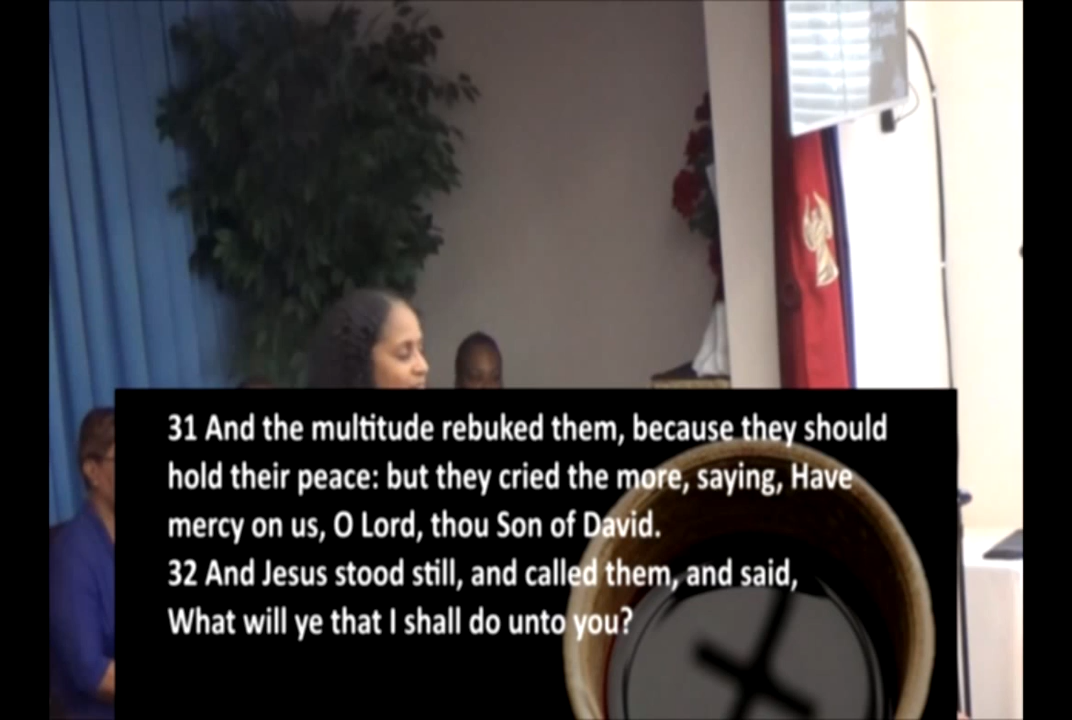 31 And the multitude rebuked them, because they should
hold their peace: but they cried the more, saying, Have
mercy on us, O Lord, thou Son of David.
32 And Jesus stood still, and called them, and said,
What will ye that I shall do unto you?